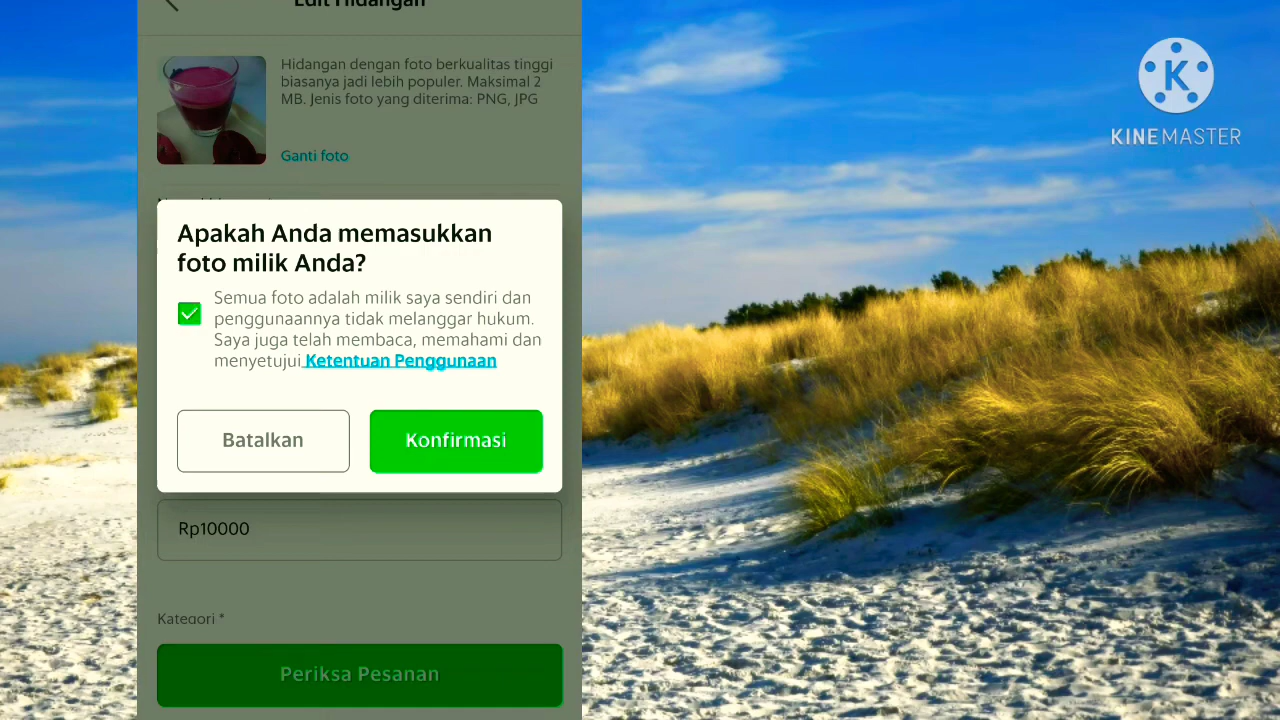 Edit Hidangan
Hidangan dengan foto berkualitas tinggi
biasanya jadi lebih populer. Maksimal 2
MB. Jenis foto yang diterima: PNG, JPG
Ganti foto
Apakah Anda memasukkan
foto milik Anda?
Semua foto adalah milik saya sendiri dan
penggunaannya tidak melanggar hukum.
Saya juga telah membaca, memahami dan
menyetujui Ketentuan Penggunaan
Batalkan
Konfirmasi
Rp10000
Kategori *
Periksa Pesanan
K
KINEMASTER